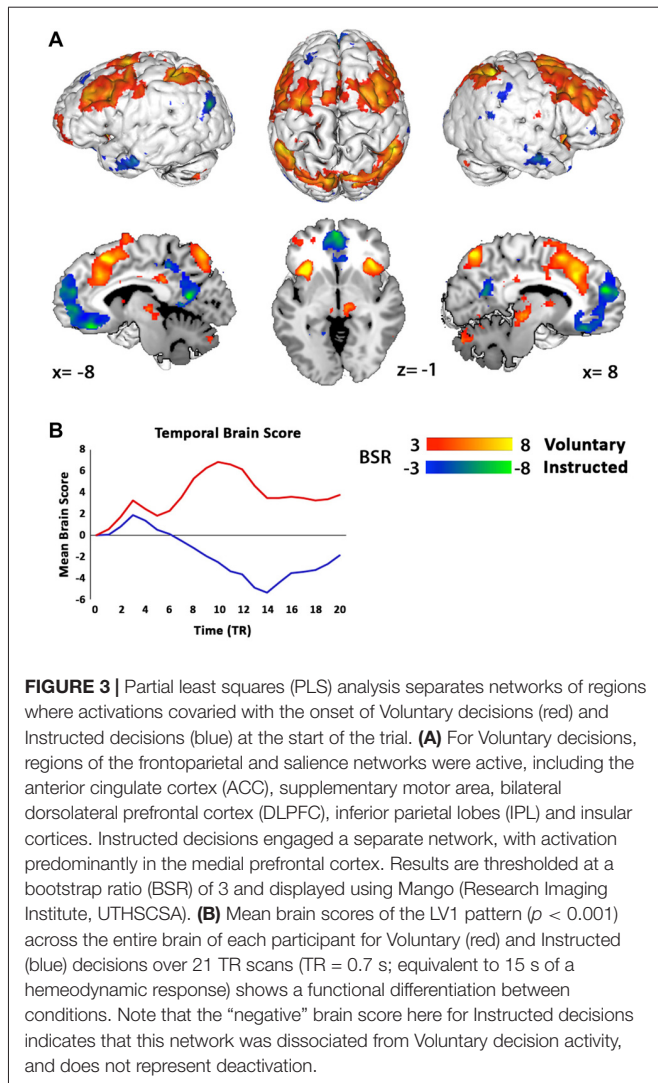 A
x= -8
z= -1
x= 8
B
Temporal Brain Score
8
6
4
2
0
-2
-4
-6
Mean Brain Score
0 2 4 6 8 10 12 14 16 18 20
Time (TR)
BSR
3 8 Voluntary
-3 -8 Instructed
FIGURE 3 | Partial least squares (PLS) analysis separates networks of regions
where activations covaried with the onset of Voluntary decisions (red) and
Instructed decisions (blue) at the start of the trial. (A) For Voluntary decisions,
regions of the frontoparietal and salience networks were active, including the
anterior cingulate cortex (ACC), supplementary motor area, bilateral
dorsolateral prefrontal cortex (DLPFC), inferior parietal lobes (IPL) and insular
cortices. Instructed decisions engaged a separate network, with activation
predominantly in the medial prefrontal cortex. Results are thresholded at a
bootstrap ratio (BSR) of 3 and displayed using Mango (Research Imaging
Institute, UTHSCSA). (B) Mean brain scores of the LV1 pattern (p < 0.001)
across the entire brain of each participant for Voluntary (red) and Instructed
(blue) decisions over 21 TR scans (TR = 0.7 s; equivalent to 15 s of a
hemeodynamic response) shows a functional differentiation between
conditions. Note that the “negative” brain score here for Instructed decisions
indicates that this network was dissociated from Voluntary decision activity,
and does not represent deactivation.